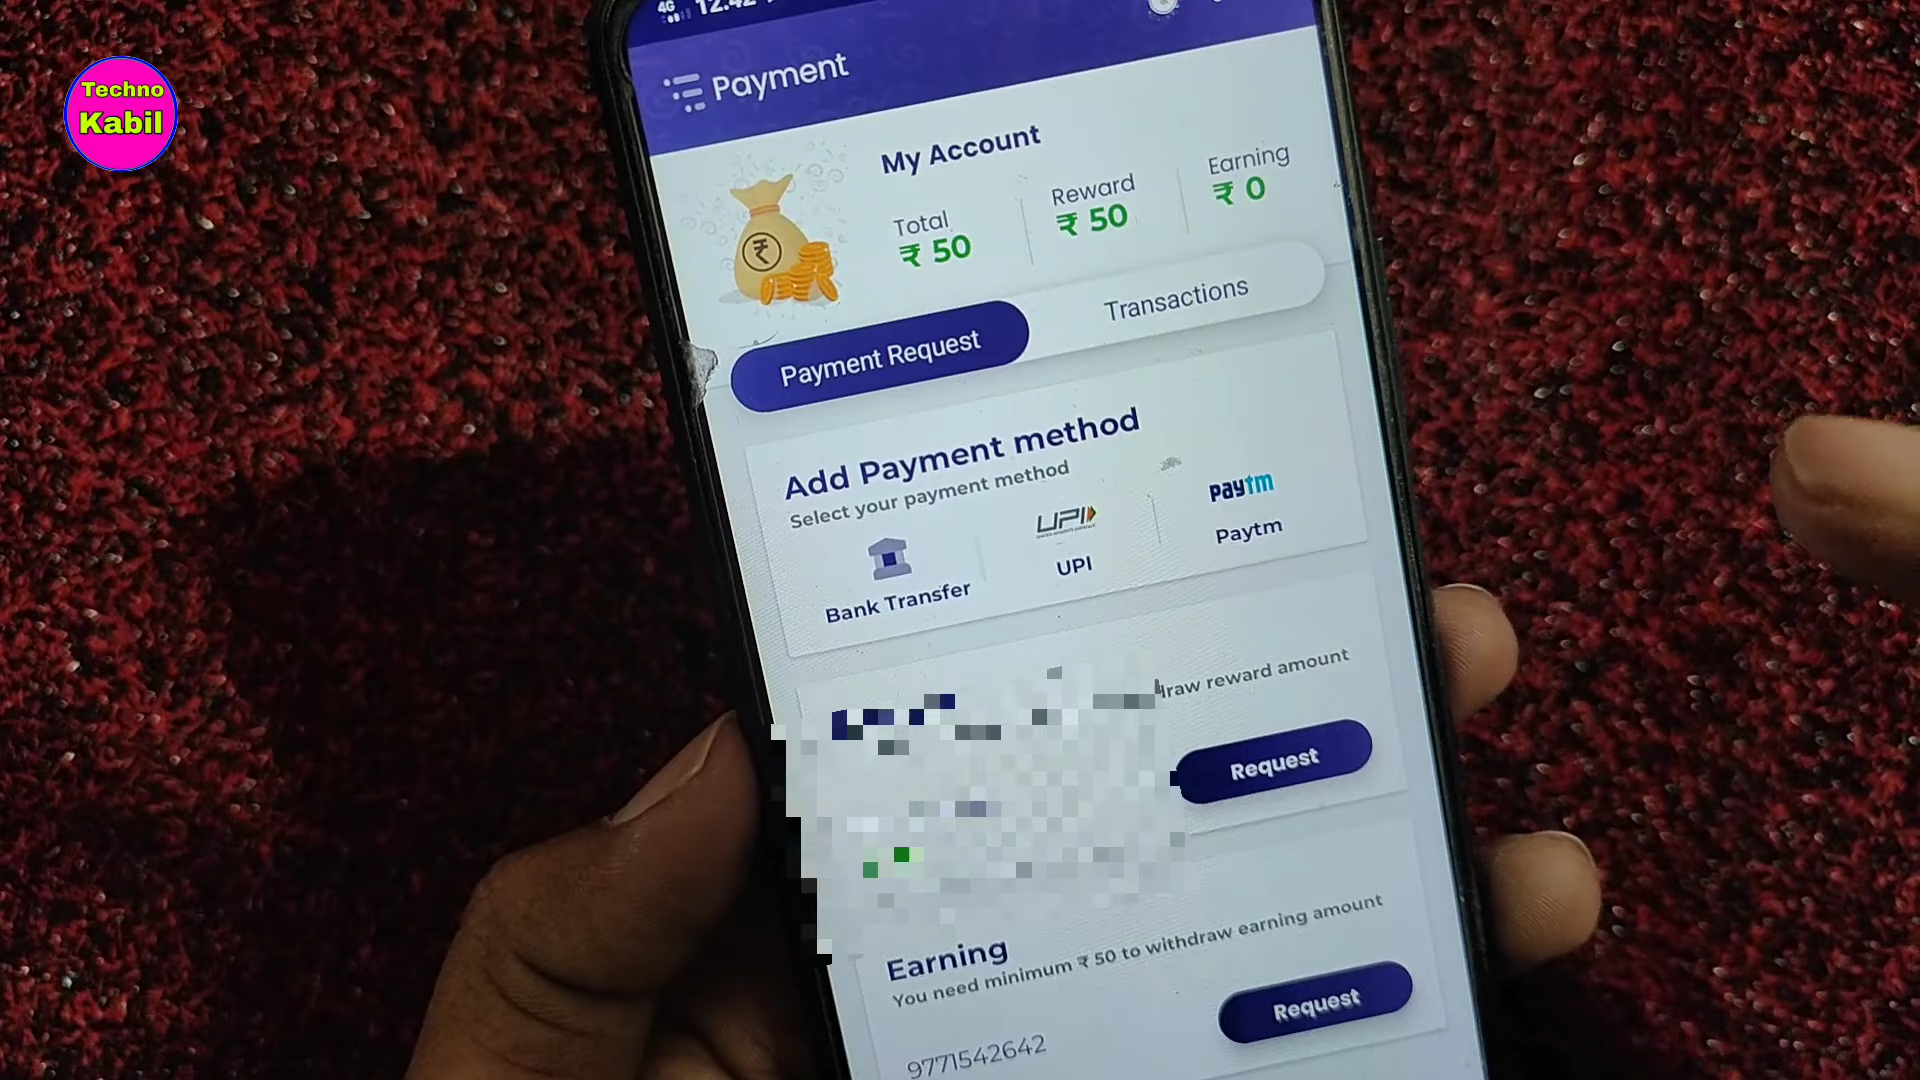 Techno
Kabil
4G 12:42
Payment
My Account
Total
₹ 50
Reward
₹ 50
Earning
₹ 0
Payment Request
Transactions
Add Payment method
Select your payment method
Bank Transfer
UPI
UPI
paytm
Paytm
draw reward amount
Request
Earning
You need minimum ₹ 50 to withdraw earning amount
Request
9771542642